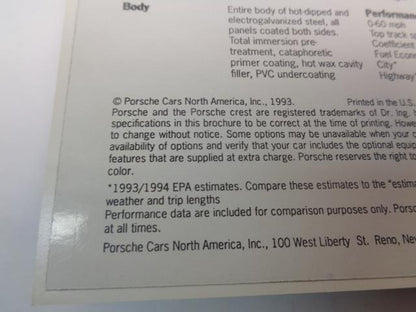 Body
Entire body of hot-dipped and
electrogalvanized steel, all
panels coated both sides.
Total immersion pre-
treatment, cataphoretic
primer coating, hot wax cavity
filler, PVC undercoating
Performance
0-60 mph
Top track s
Coefficient
Fuel Econo
City*
Highway*
© Porsche Cars North America, Inc., 1993. Printed in the U.S.
Porsche and the Porsche crest are registered trademarks of Dr. Ing.
specifications in this brochure to be correct at the time of printing. Howe
to change without notice. Some options may be unavailable when your c
availability of options and verify that your car includes the optional equip
features that are supplied at extra charge. Porsche reserves the right to
color.
*1993/1994 EPA estimates. Compare these estimates to the "estima
weather and trip lengths
Performance data are included for comparison purposes only. Pors
at all times.
Porsche Cars North America, Inc., 100 West Liberty St. Reno, Nev